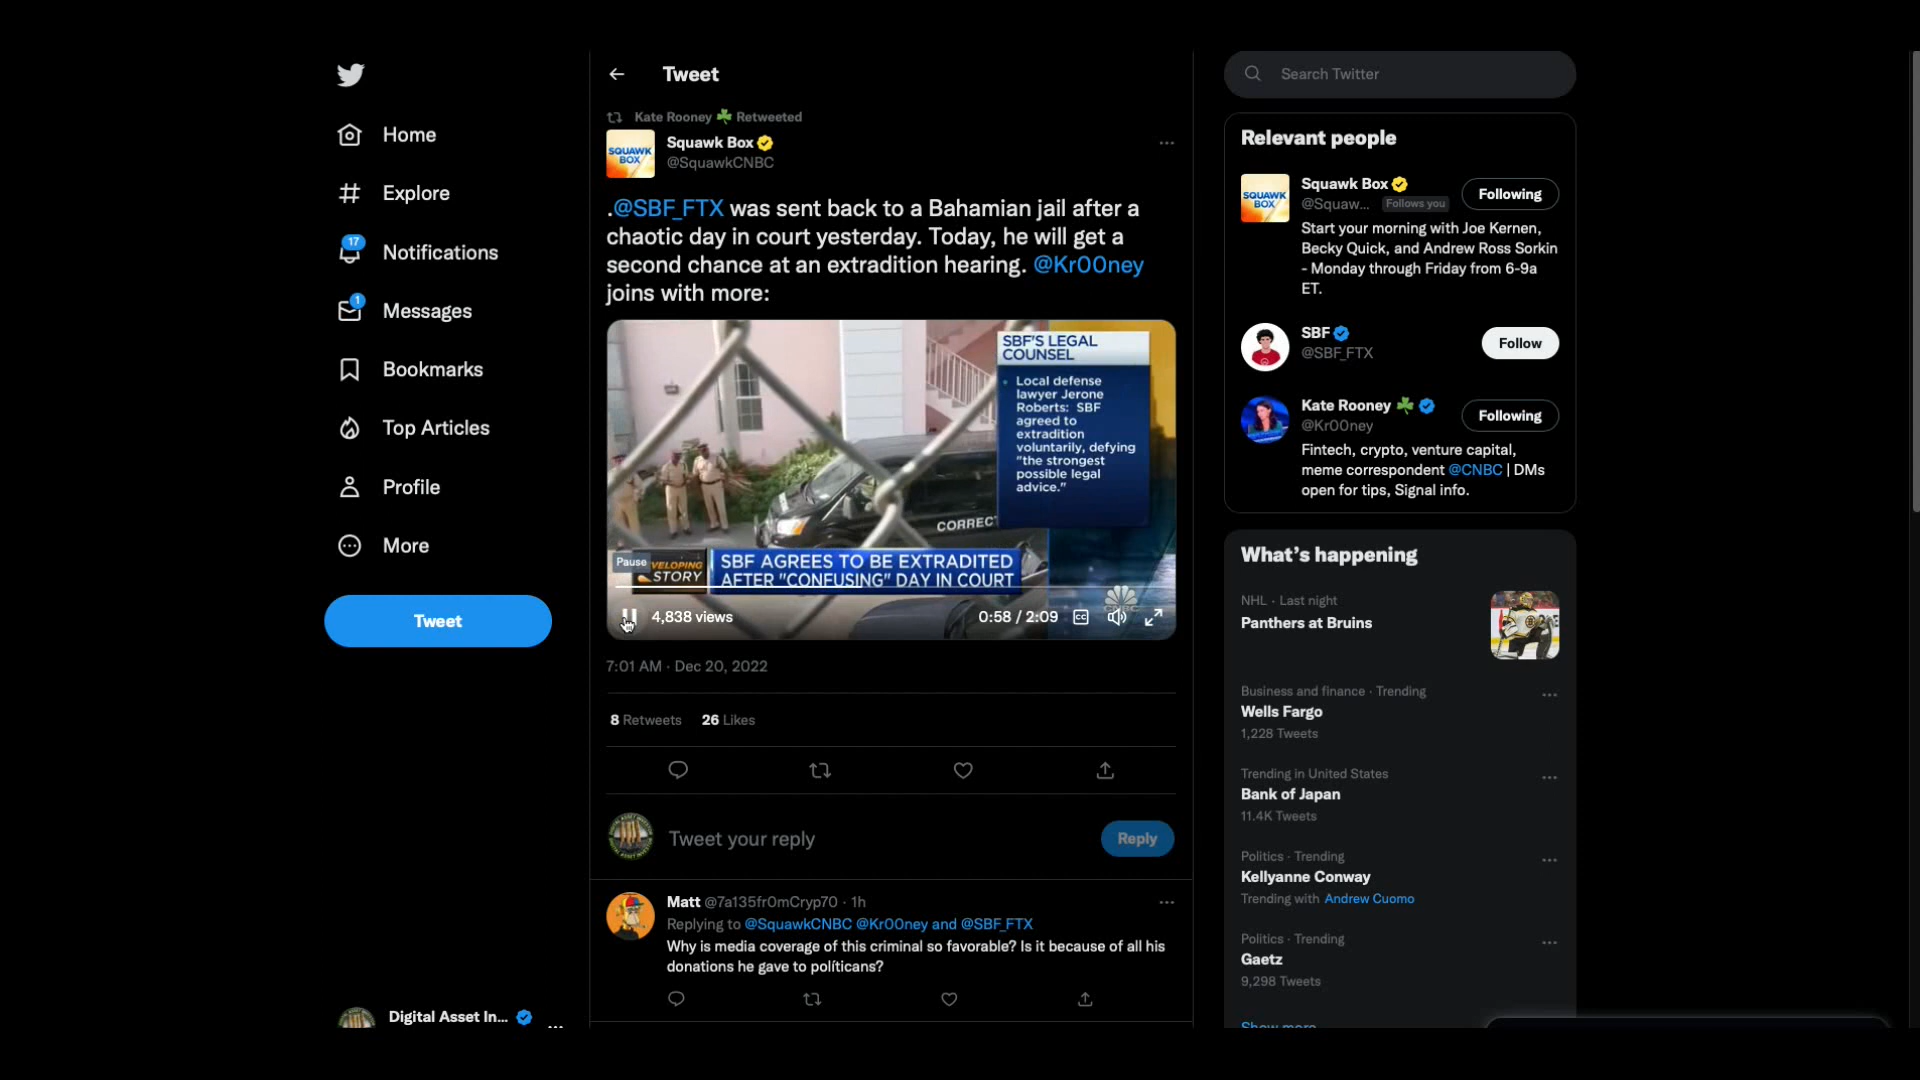 Home
Explore
17
Notifications
1
Messages
Bookmarks
Top Articles
Profile
More
Tweet
Digital Asset In...
Tweet
Kate Rooney ☘️ Retweeted
SQUAWK
BOX
Squawk Box
@SquawkCNBC
.@SBF_FTX was sent back to a Bahamian jail after a
chaotic day in court yesterday. Today, he will get a
second chance at an extradition hearing. @Kr00ney
joins with more:
SBF'S LEGAL
COUNSEL
• Local defense
lawyer Jerone
Roberts: SBF
agreed to
extradition
voluntarily, defying
"the strongest
possible legal
advice."
CORRECT
Pause
VELOPING
STORY
SBF AGREES TO BE EXTRADITED
AFTER "CONFUSING" DAY IN COURT
CNBC
4,838 views
0:58 / 2:09
CC
7:01 AM · Dec 20, 2022
8 Retweets 26 Likes
Tweet your reply
Reply
Matt @7a135fr0mCryp70 · 1h
Replying to @SquawkCNBC @Kr00ney and @SBF_FTX
Why is media coverage of this criminal so favorable? Is it because of all his
donations he gave to políticans?
Search Twitter
Relevant people
SQUAWK
BOX
Squawk Box
Following
@Squaw... Follows you
Start your morning with Joe Kernen,
Becky Quick, and Andrew Ross Sorkin
- Monday through Friday from 6-9a
ET.
SBF
@SBF_FTX
Follow
Kate Rooney ☘️
@Kr00ney
Following
Fintech, crypto, venture capital,
meme correspondent @CNBC | DMs
open for tips, Signal info.
What's happening
NHL · Last night
Panthers at Bruins
Business and finance · Trending
Wells Fargo
1,228 Tweets
Trending in United States
Bank of Japan
11.4K Tweets
Politics · Trending
Kellyanne Conway
Trending with Andrew Cuomo
Politics · Trending
Gaetz
9,298 Tweets
Show more